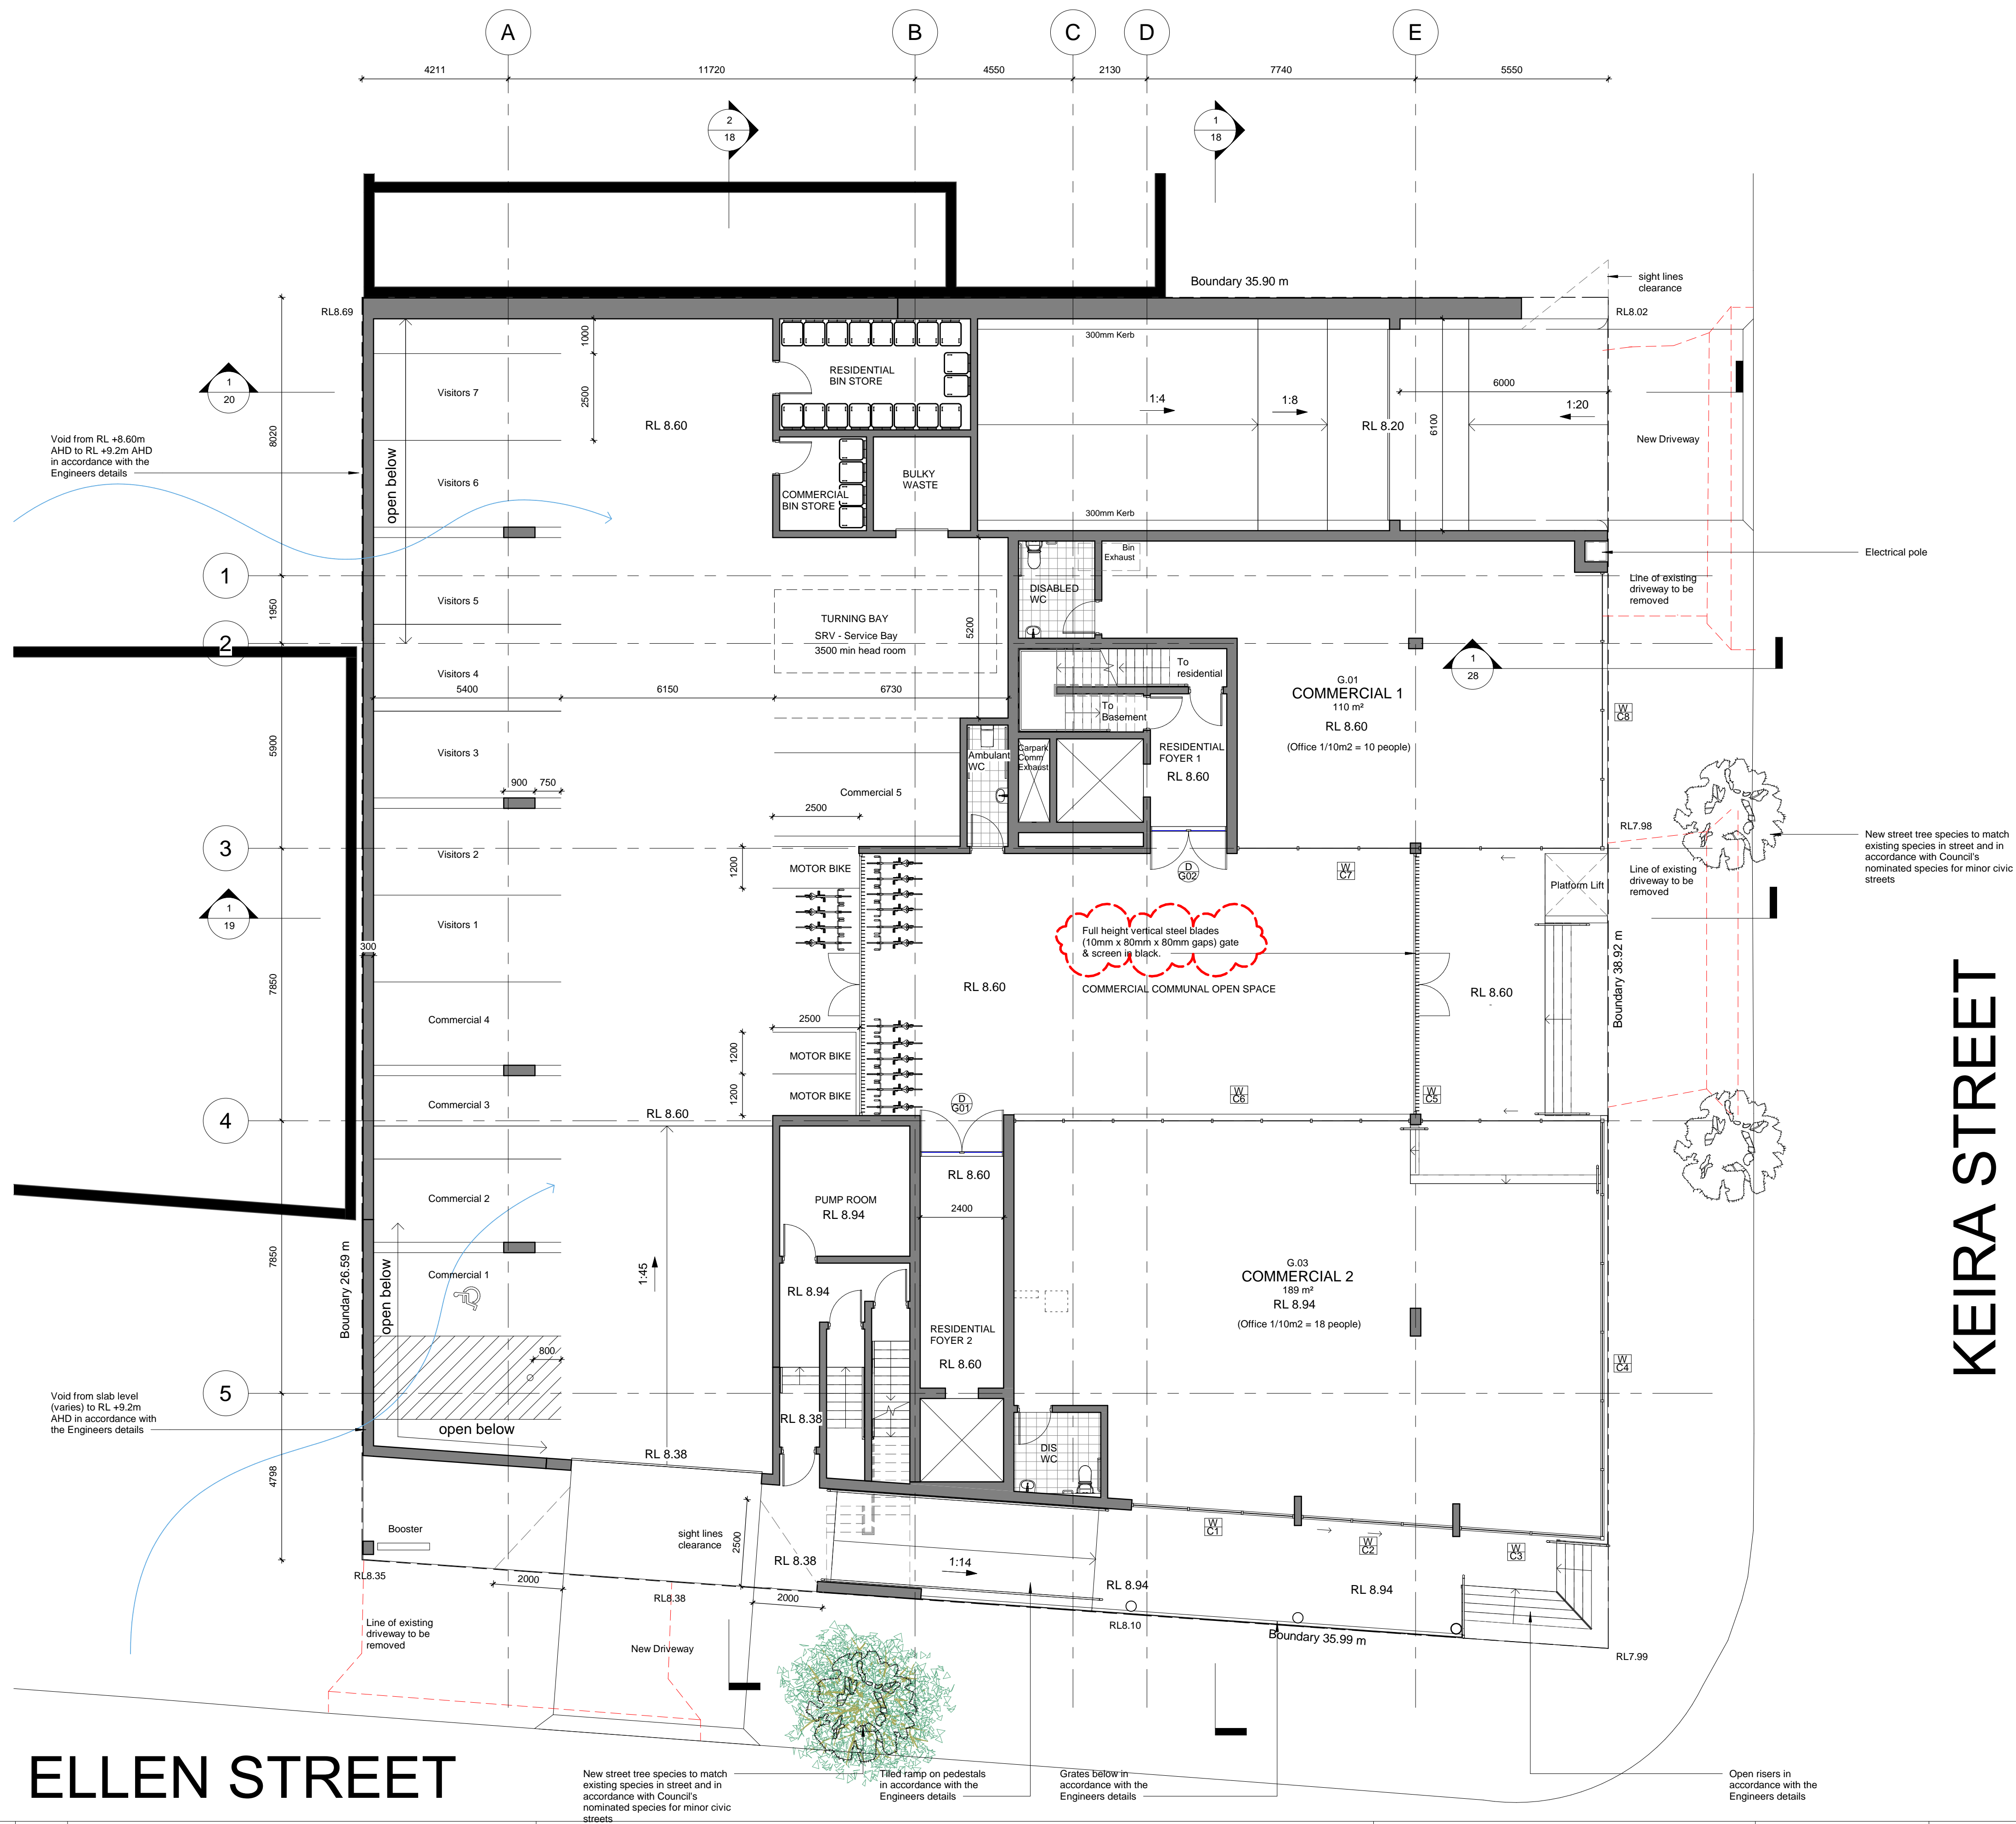 A
B
C
D
E
4211
11720
4550
2130
7740
5550
2
18
1
18
Boundary 35.90 m
sight lines
clearance
RL8.69
RL8.02
1000
2500
300mm Kerb
RESIDENTIAL
BIN STORE
Visitors 7
RL 8.60
1
20
6000
1:4
1:8
1:20
RL 8.20
6100
New Driveway
8020
Void from RL +8.60m
AHD to RL +9.2m AHD
in accordance with the
Engineers details
open below
Visitors 6
COMMERCIAL
BIN STORE
BULKY
WASTE
300mm Kerb
Bin
Exhaust
Electrical pole
1
1950
Visitors 5
DISABLED
WC
Line of existing
driveway to be
removed
TURNING BAY
SRV - Service Bay
3500 min head room
5200
2
Visitors 4
To
residential
1
28
5400
6150
6730
G.01
COMMERCIAL 1
110 m²
RL 8.60
(Office 1/10m2 = 10 people)
To
Basement
W
C8
5900
Visitors 3
Ambulant
WC
Carpark
Comm
Exhaust
RESIDENTIAL
FOYER 1
RL 8.60
900
750
Commercial 5
2500
RL7.98
New street tree species to match
existing species in street and in
accordance with Council's
nominated species for minor civic
streets
3
Visitors 2
1200
MOTOR BIKE
D
G02
W
C7
Line of existing
driveway to be
removed
Platform Lift
1
19
Visitors 1
300
Full height vertical steel blades
(10mm x 80mm x 80mm gaps) gate
& screen in black.
Boundary 38.92 m
7850
RL 8.60
COMMERCIAL COMMUNAL OPEN SPACE
RL 8.60
Commercial 4
2500
1200
MOTOR BIKE
1200
MOTOR BIKE
KEIRA STREET
D
G01
W
C6
W
C5
Commercial 3
RL 8.60
4
RL 8.60
Commercial 2
PUMP ROOM
RL 8.94
2400
7850
Boundary 26.59 m
open below
Commercial 1
1:45
RL 8.94
G.03
COMMERCIAL 2
189 m²
RL 8.94
(Office 1/10m2 = 18 people)
RESIDENTIAL
FOYER 2
RL 8.60
800
W
C4
5
Void from slab level
(varies) to RL +9.2m
AHD in accordance with
the Engineers details
open below
RL 8.38
RL 8.38
DIS
WC
4798
Booster
sight lines
clearance
2500
W
C1
W
C2
W
C3
RL 8.38
1:14
RL 8.94
RL 8.94
RL8.35
2000
RL8.38
2000
RL8.10
Boundary 35.99 m
Line of existing
driveway to be
removed
New Driveway
RL7.99
ELLEN STREET
New street tree species to match
existing species in street and in
accordance with Council's
nominated species for minor civic
streets
Tiled ramp on pedestals
in accordance with the
Engineers details
Grates below in
accordance with the
Engineers details
Open risers in
accordance with the
Engineers details